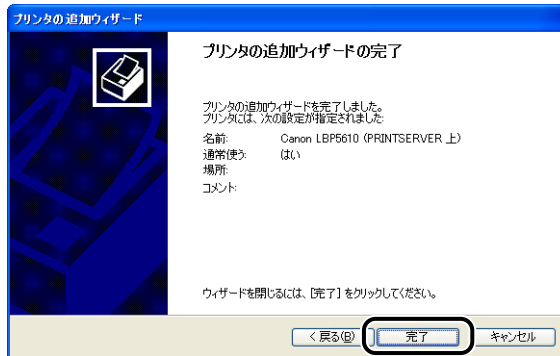 プリンタの追加ウィザード
プリンタの追加ウィザードの完了
プリンタの追加ウィザードを完了しました。
プリンタには、次の設定が指定されました:
名前: Canon LBP5610 (PRINTSERVER 上)
通常使う: はい
場所:
コメント:
ウィザードを閉じるには、[完了] をクリックしてください。
< 戻る(B) 完了 キャンセル